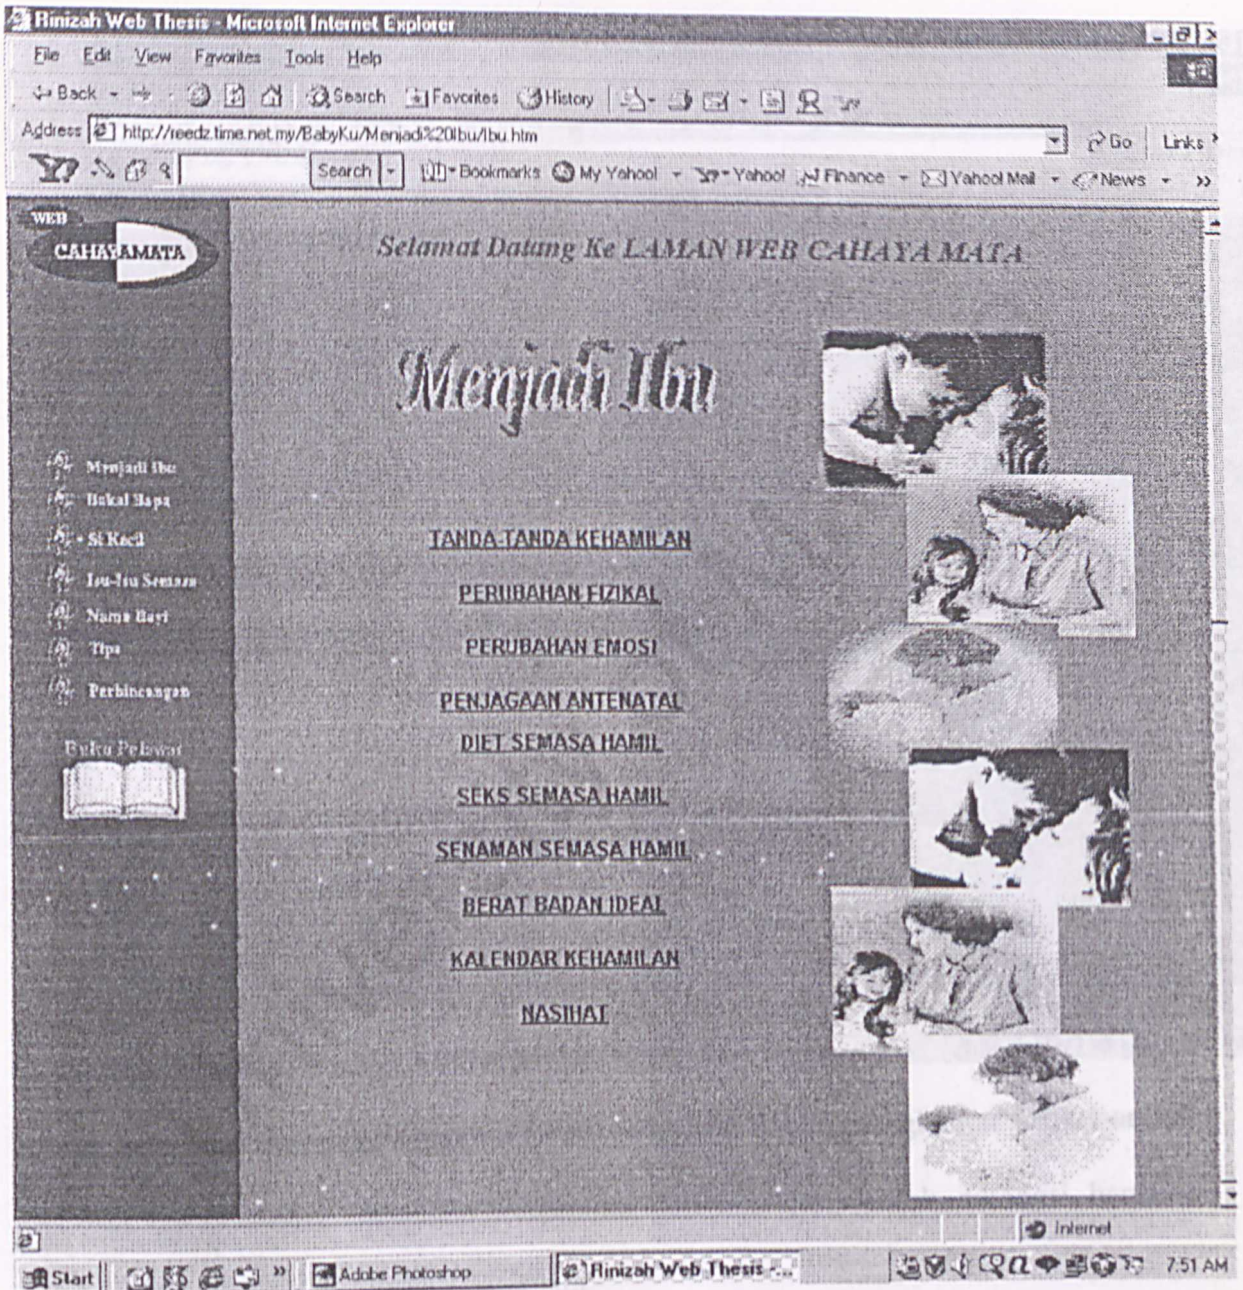 Rinizah Web Thesis - Microsoft Internet Explorer
File Edit View Favorites Tools Help
Back Search Favorites History
Address http://reedz.time.net.my/BabyKu/Menjadi%20Ibu/Ibu.htm Go Links
Search Bookmarks My Yahoo! Yahoo! Finance Yahoo! Mail News
WEB
CAHAYAMATA
Selamat Datang Ke LAMAN WEB CAHAYA MATA
Menjadi Ibu
Menjadi Ibu
Bakal Bapa
Si Kecil
Isu-Isu Semasa
Nama Bayi
Tips
Perbincangan
Buku Pelawat
TANDA-TANDA KEHAMILAN
PERUBAHAN FIZIKAL
PERUBAHAN EMOSI
PENJAGAAN ANTENATAL
DIET SEMASA HAMIL
SEKS SEMASA HAMIL
SENAMAN SEMASA HAMIL
BERAT BADAN IDEAL
KALENDAR KEHAMILAN
NASIHAT
Internet
Start Adobe Photoshop Rinizah Web Thesis -... 7:51 AM